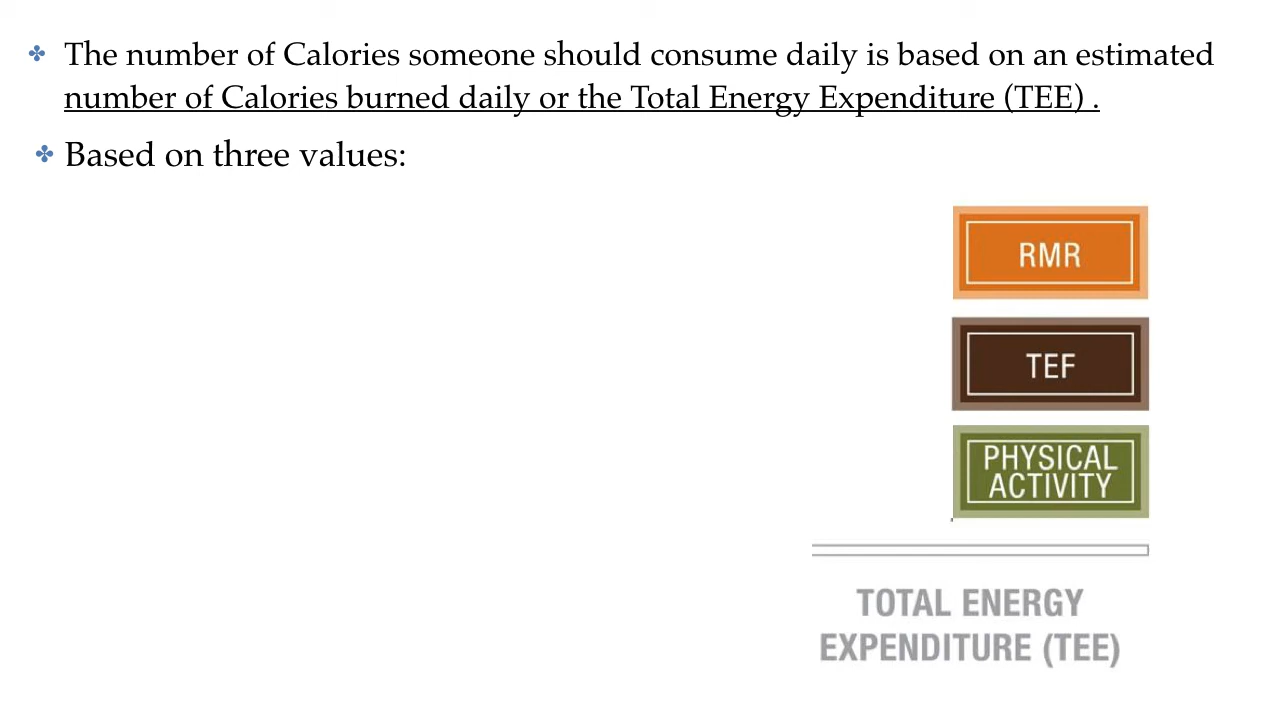 The number of Calories someone should consume daily is based on an estimated
number of Calories burned daily or the Total Energy Expenditure (TEE) .
Based on three values:
RMR
TEF
PHYSICAL
ACTIVITY
TOTAL ENERGY
EXPENDITURE (TEE)